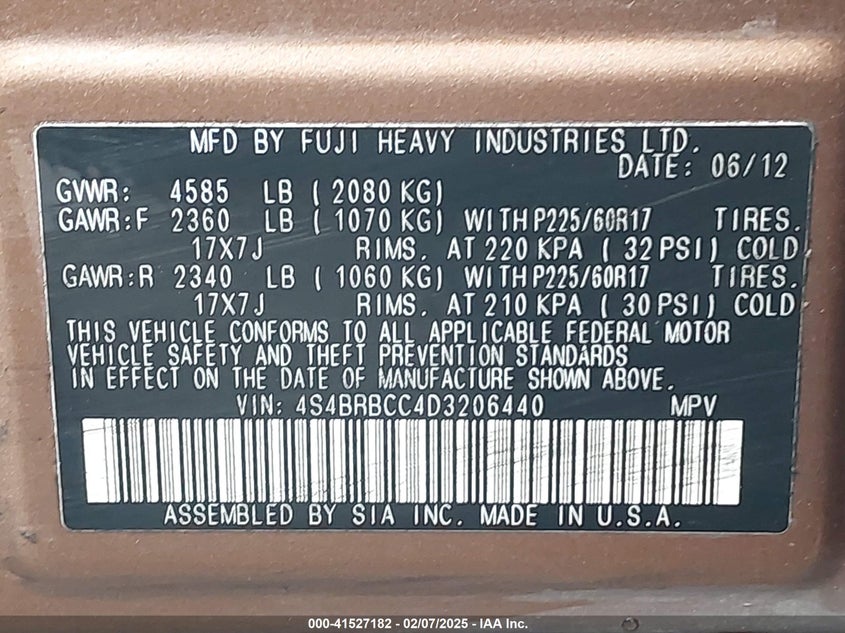 MFD BY FUJI HEAVY INDUSTRIES LTD.
DATE: 06/12
GVWR: 4585 LB ( 2080 KG)
GAWR:F 2360 LB ( 1070 KG) WITH P225/60R17 TIRES.
17X7J RIMS. AT 220 KPA ( 32 PSI) COLD
GAWR:R 2340 LB ( 1060 KG) WITH P225/60R17 TIRES.
17X7J RIMS. AT 210 KPA ( 30 PSI) COLD
THIS VEHICLE CONFORMS TO ALL APPLICABLE FEDERAL MOTOR
VEHICLE SAFETY AND THEFT PREVENTION STANDARDS
IN EFFECT ON THE DATE OF MANUFACTURE SHOWN ABOVE.
VIN: 4S4BRBCC4D3206440 MPV
ASSEMBLED BY SIA INC. MADE IN U.S.A.
000-41527182 - 02/07/2025 - IAA Inc.